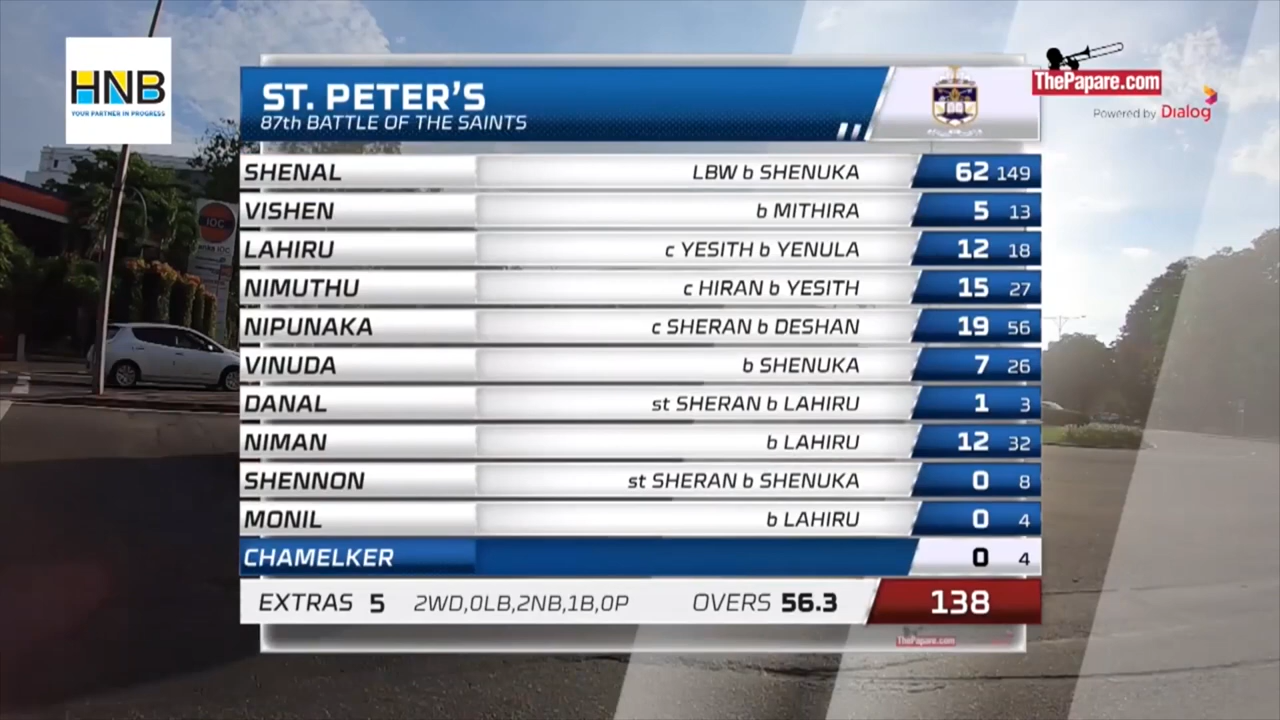 HNB
YOUR PARTNER IN PROGRESS
ST. PETER'S
87th BATTLE OF THE SAINTS
ThePapare.com
Powered by Dialog
IOC
SHENAL LBW b SHENUKA 62 149
VISHEN b MITHIRA 5 13
LAHIRU c YESITH b YENULA 12 18
NIMUTHU c HIRAN b YESITH 15 27
NIPUNAKA c SHERAN b DESHAN 19 56
VINUDA b SHENUKA 7 26
DANAL st SHERAN b LAHIRU 1 3
NIMAN b LAHIRU 12 32
SHENNON st SHERAN b SHENUKA 0 8
MONIL b LAHIRU 0 4
CHAMELKER 0 4
EXTRAS 5 2WD,0LB,2NB,1B,0P OVERS 56.3 138
ThePapare.com